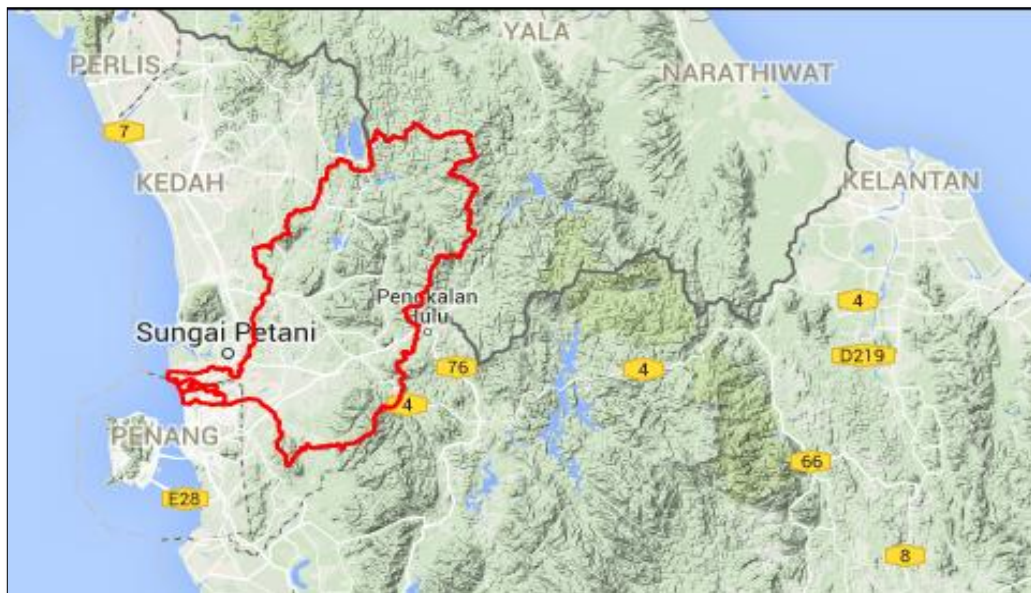 YALA
PERLIS
NARATHIWAT
7
KEDAH
KELANTAN
Pengkalan
Hulu
4
Sungai Petani
D219
76
4
4
PENANG
66
E28
8